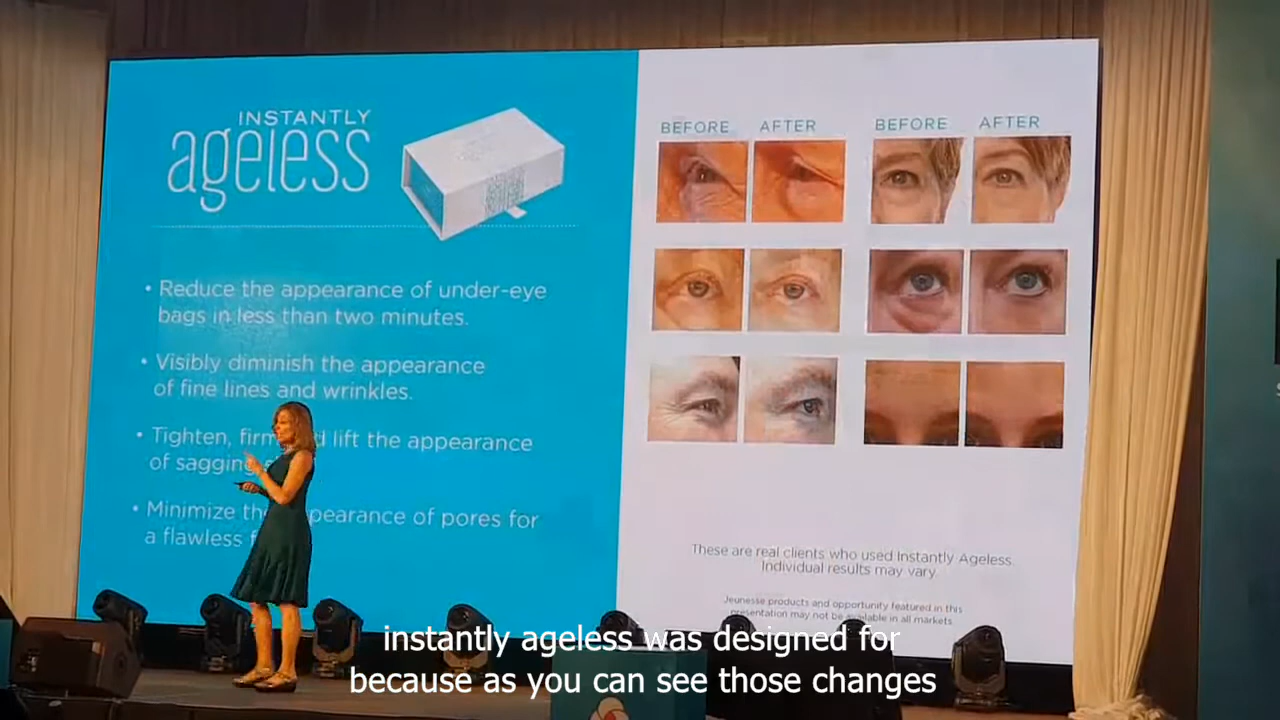 INSTANTLY
ageless
• Reduce the appearance of under-eye
bags in less than two minutes.
• Visibly diminish the appearance
of fine lines and wrinkles.
• Tighten, firm d lift the appearance
of sagging
• Minimize th pearance of pores for
a flawless f
BEFORE AFTER BEFORE AFTER
These are real clients who used Instantly Ageless.
Individual results may vary.
Jeunesse products and opportunity featured in this
presentation may not be available in all markets
instantly ageless was designed for
because as you can see those changes